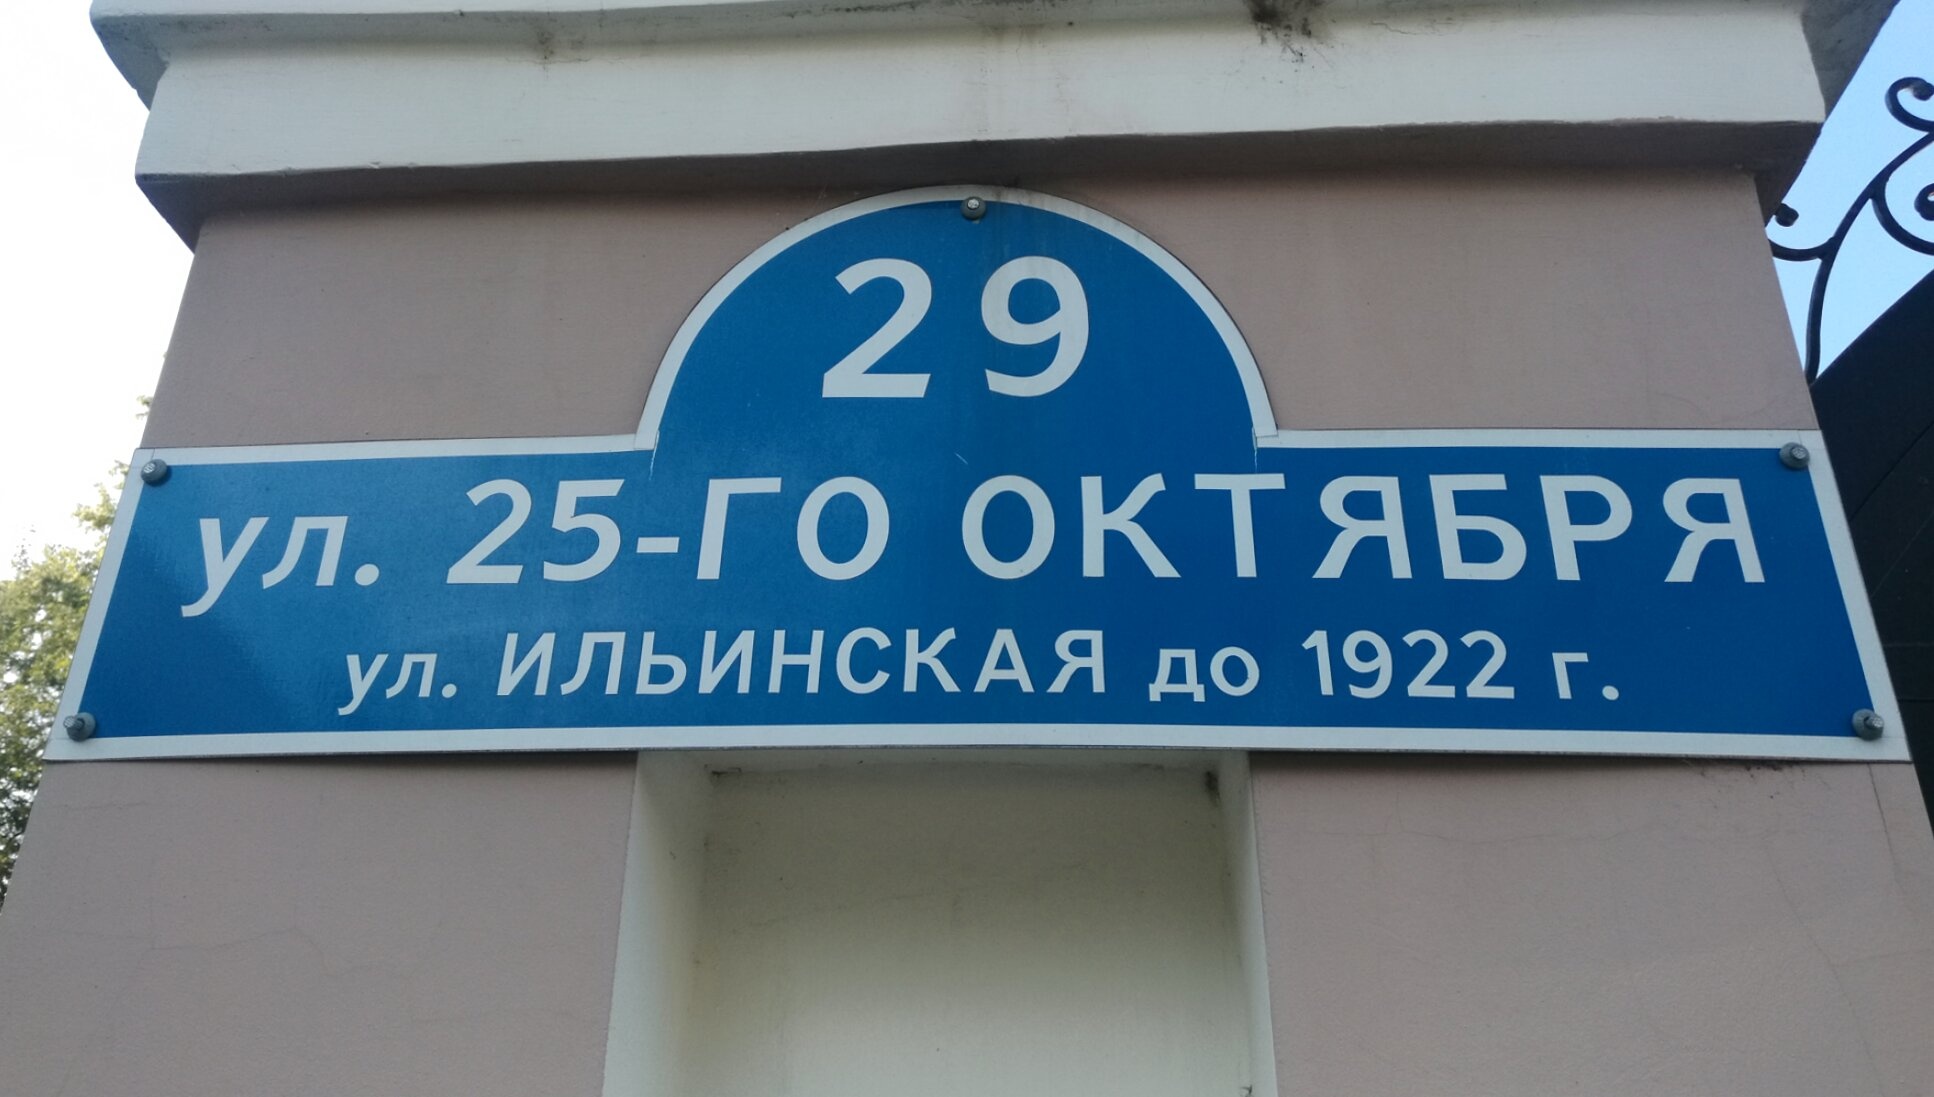 29
ул. 25-ГО ОКТЯБРЯ
ул. ИЛЬИНСКАЯ до 1922 г.